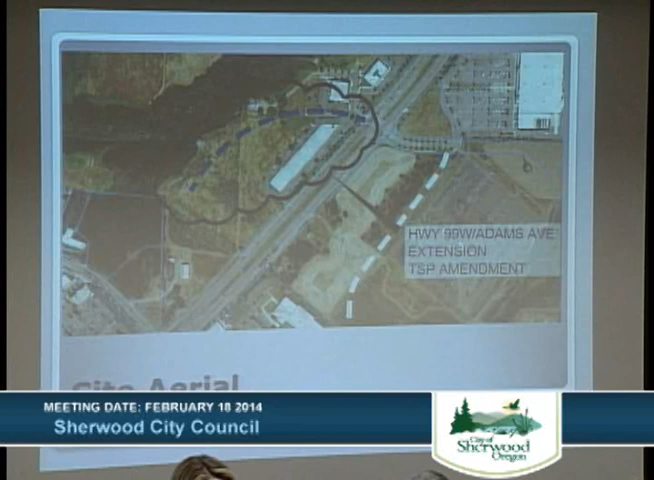 HWY 99W/ADAMS AVE
EXTENSION
TSP AMENDMENT
Site Aerial
MEETING DATE: FEBRUARY 18 2014
Sherwood City Council
City of
Sherwood
Oregon